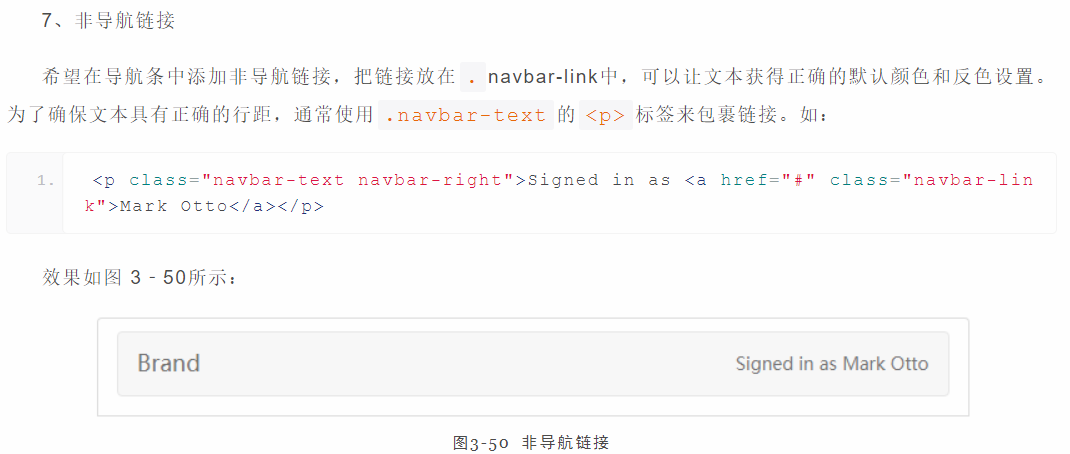 7、非导航链接
希望在导航条中添加非导航链接，把链接放在 . navbar-link中，可以让文本获得正确的默认颜色和反色设置。
为了确保文本具有正确的行距，通常使用 .navbar-text 的 <p> 标签来包裹链接。如：
1. <p class="navbar-text navbar-right">Signed in as <a href="#" class="navbar-lin
k">Mark Otto</a></p>
效果如图 3 - 50所示：
Brand Signed in as Mark Otto
图3-50 非导航链接